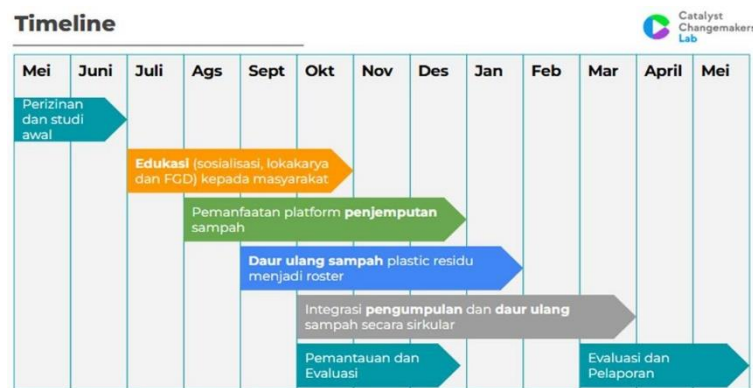 Timeline
Catalyst
Changemakers
Lab
Mei Juni Juli Ags Sept Okt Nov Des Jan Feb Mar April Mei
Perizinan
dan studi
awal
Edukasi (sosialisasi, lokakarya
dan FGD) kepada masyarakat
Pemanfaatan platform penjemputan
sampah
Daur ulang sampah plastic residu
menjadi roster
Integrasi pengumpulan dan daur ulang
sampah secara sirkular
Pemantauan dan
Evaluasi
Evaluasi dan
Pelaporan